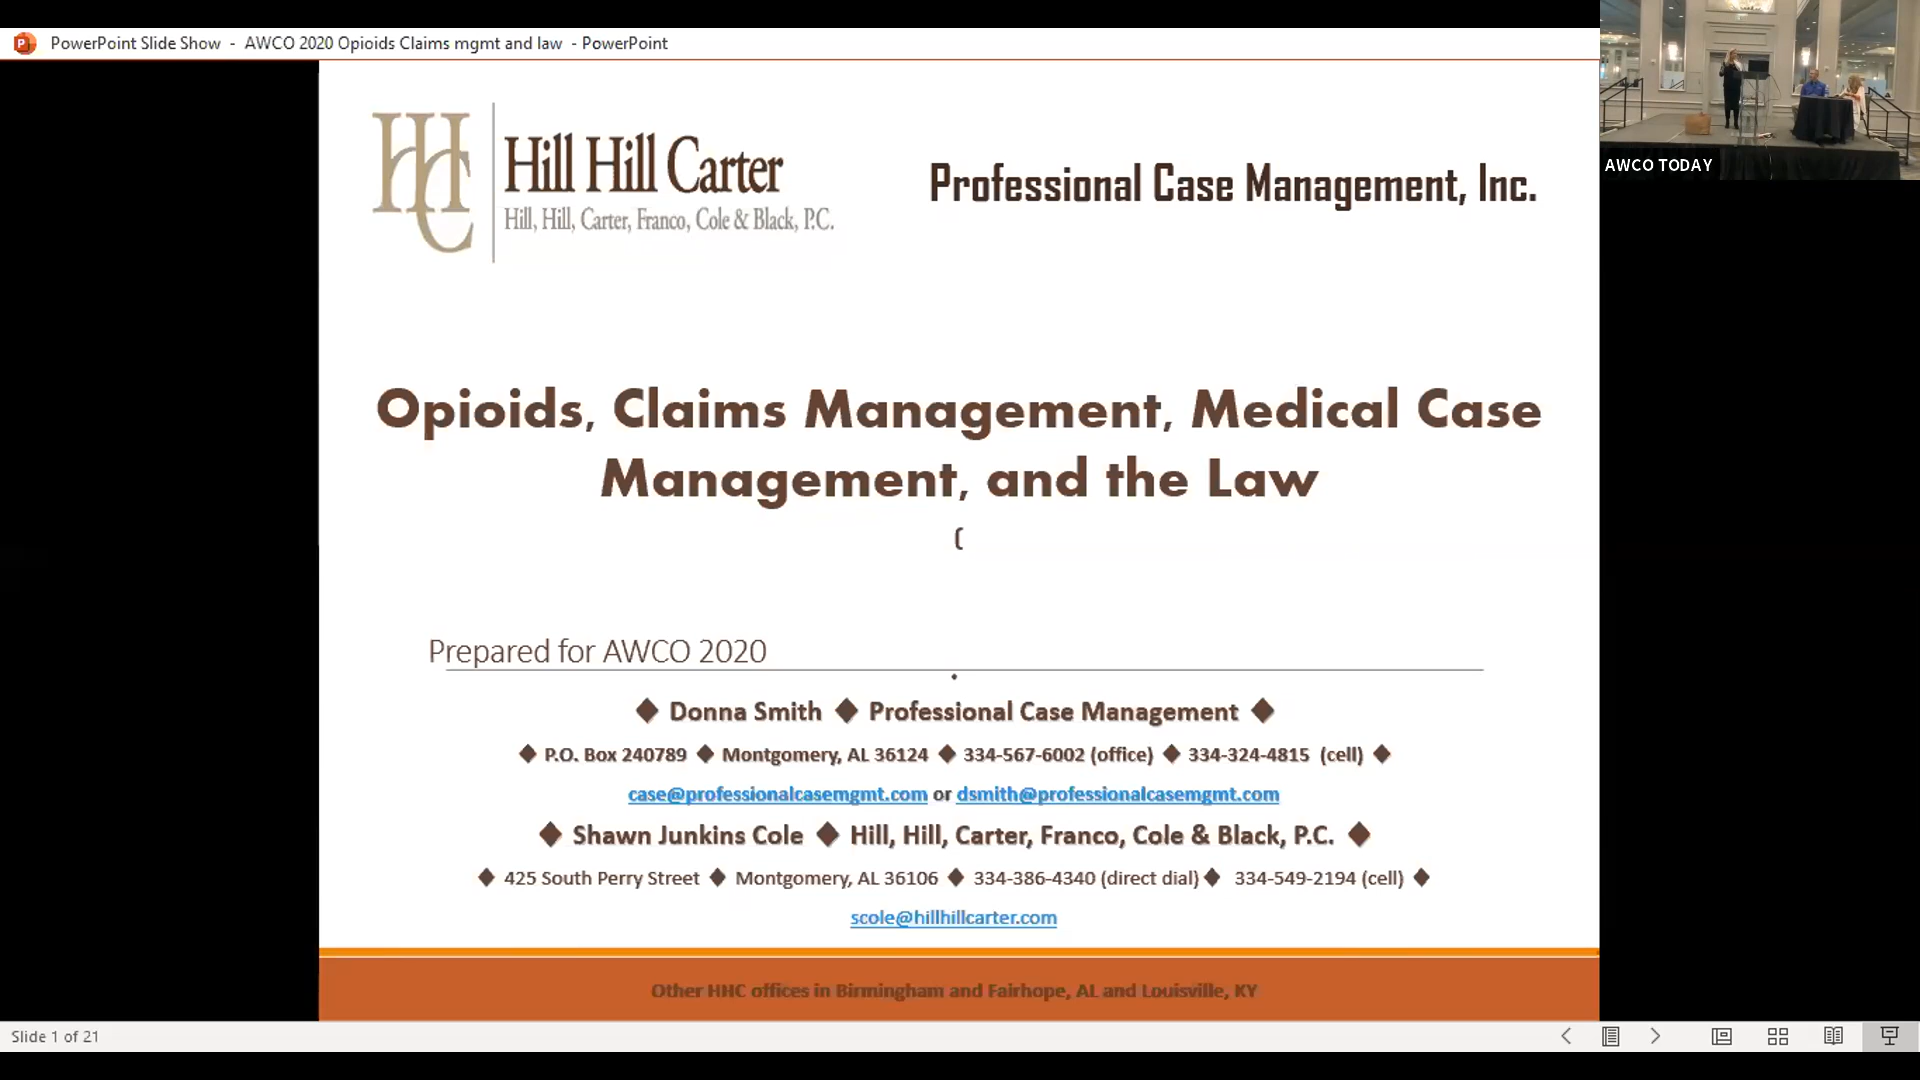 PowerPoint Slide Show - AWCO 2020 Opioids Claims mgmt and law - PowerPoint
AWCO TODAY
HHC
Hill Hill Carter
Hill, Hill, Carter, Franco, Cole & Black, P.C.
Professional Case Management, Inc.
Opioids, Claims Management, Medical Case
Management, and the Law
(
Prepared for AWCO 2020
.
◆ Donna Smith ◆ Professional Case Management ◆
◆ P.O. Box 240789 ◆ Montgomery, AL 36124 ◆ 334-567-6002 (office) ◆ 334-324-4815 (cell) ◆
case@professionalcasemgmt.com or dsmith@professionalcasemgmt.com
◆ Shawn Junkins Cole ◆ Hill, Hill, Carter, Franco, Cole & Black, P.C. ◆
◆ 425 South Perry Street ◆ Montgomery, AL 36106 ◆ 334-386-4340 (direct dial) ◆ 334-549-2194 (cell) ◆
scole@hillhillcarter.com
Other HHC offices in Birmingham and Fairhope, AL and Louisville, KY
Slide 1 of 21